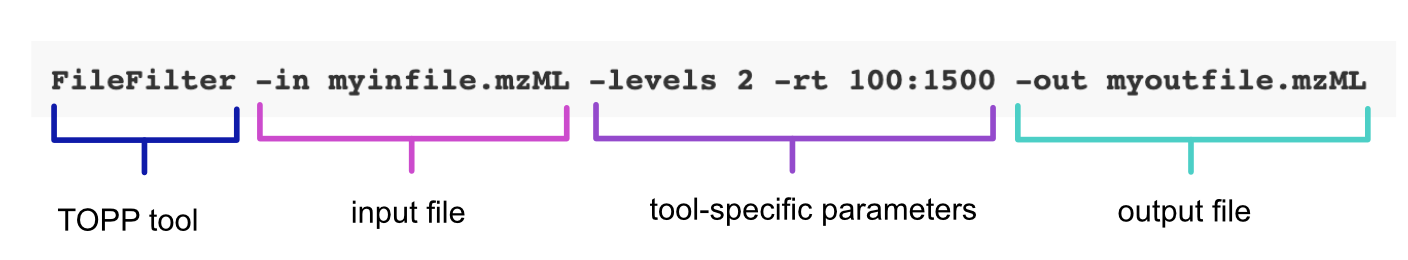 FileFilter -in myinfile.mzML -levels 2 -rt 100:1500 -out myoutfile.mzML
TOPP tool input file tool-specific parameters output file